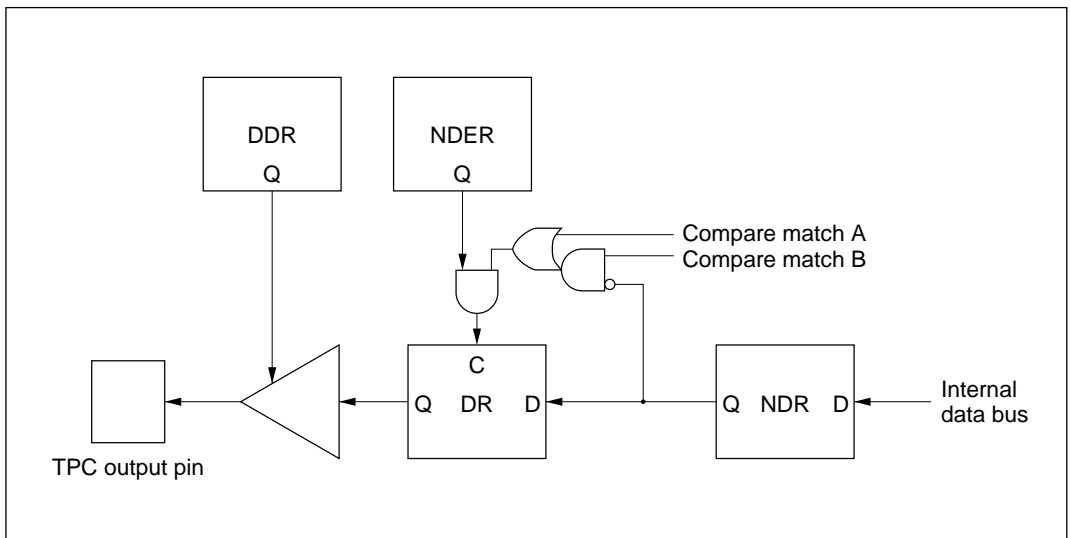 DDR
Q
NDER
Q
Compare match A
Compare match B
C
Q DR D
Q NDR D
Internal
data bus
TPC output pin